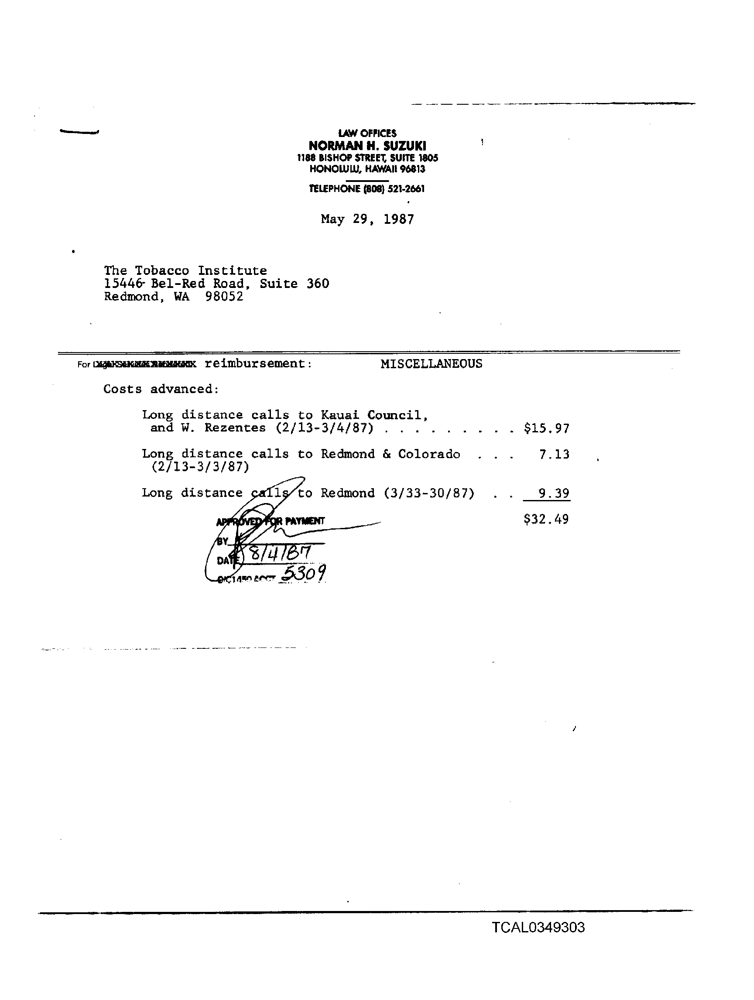 LAW OFFICES
NORMAN H. SUZUKI
1188 BISHOP STREET, SUITE 1805
HONOLULU, HAWAII 96813
TELEPHONE (808) 521-2661
May 29, 1987
The Tobacco Institute
15446 Bel-Red Road, Suite 360
Redmond, WA 98052
For reimbursement: MISCELLANEOUS
Costs advanced:
Long distance calls to Kauai Council,
and W. Rezentes (2/13-3/4/87) . . . . . . . . . $15.97
Long distance calls to Redmond & Colorado . . . 7.13
(2/13-3/3/87)
Long distance calls to Redmond (3/33-30/87) . . 9.39
$32.49
APPROVED FOR PAYMENT
BY
DATE 8/4/87
5309
TCAL0349303